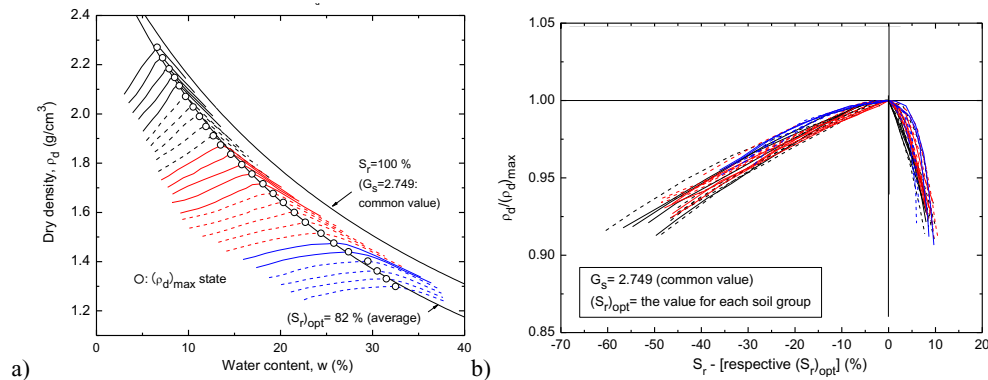 2.4
2.2
2.0
1.8
1.6
1.4
1.2
Dry density, ρd (g/cm³)
Sr=100 %
(Gs=2.749:
common value)
O: (ρd)max state
(Sr)opt= 82 % (average)
0 10 20 30 40
Water content, w (%)
a)
1.05
1.00
0.95
0.90
0.85
ρd/(ρd)max
Gs= 2.749 (common value)
(Sr)opt= the value for each soil group
-70 -60 -50 -40 -30 -20 -10 0 10 20
Sr - [respective (Sr)opt] (%)
b)